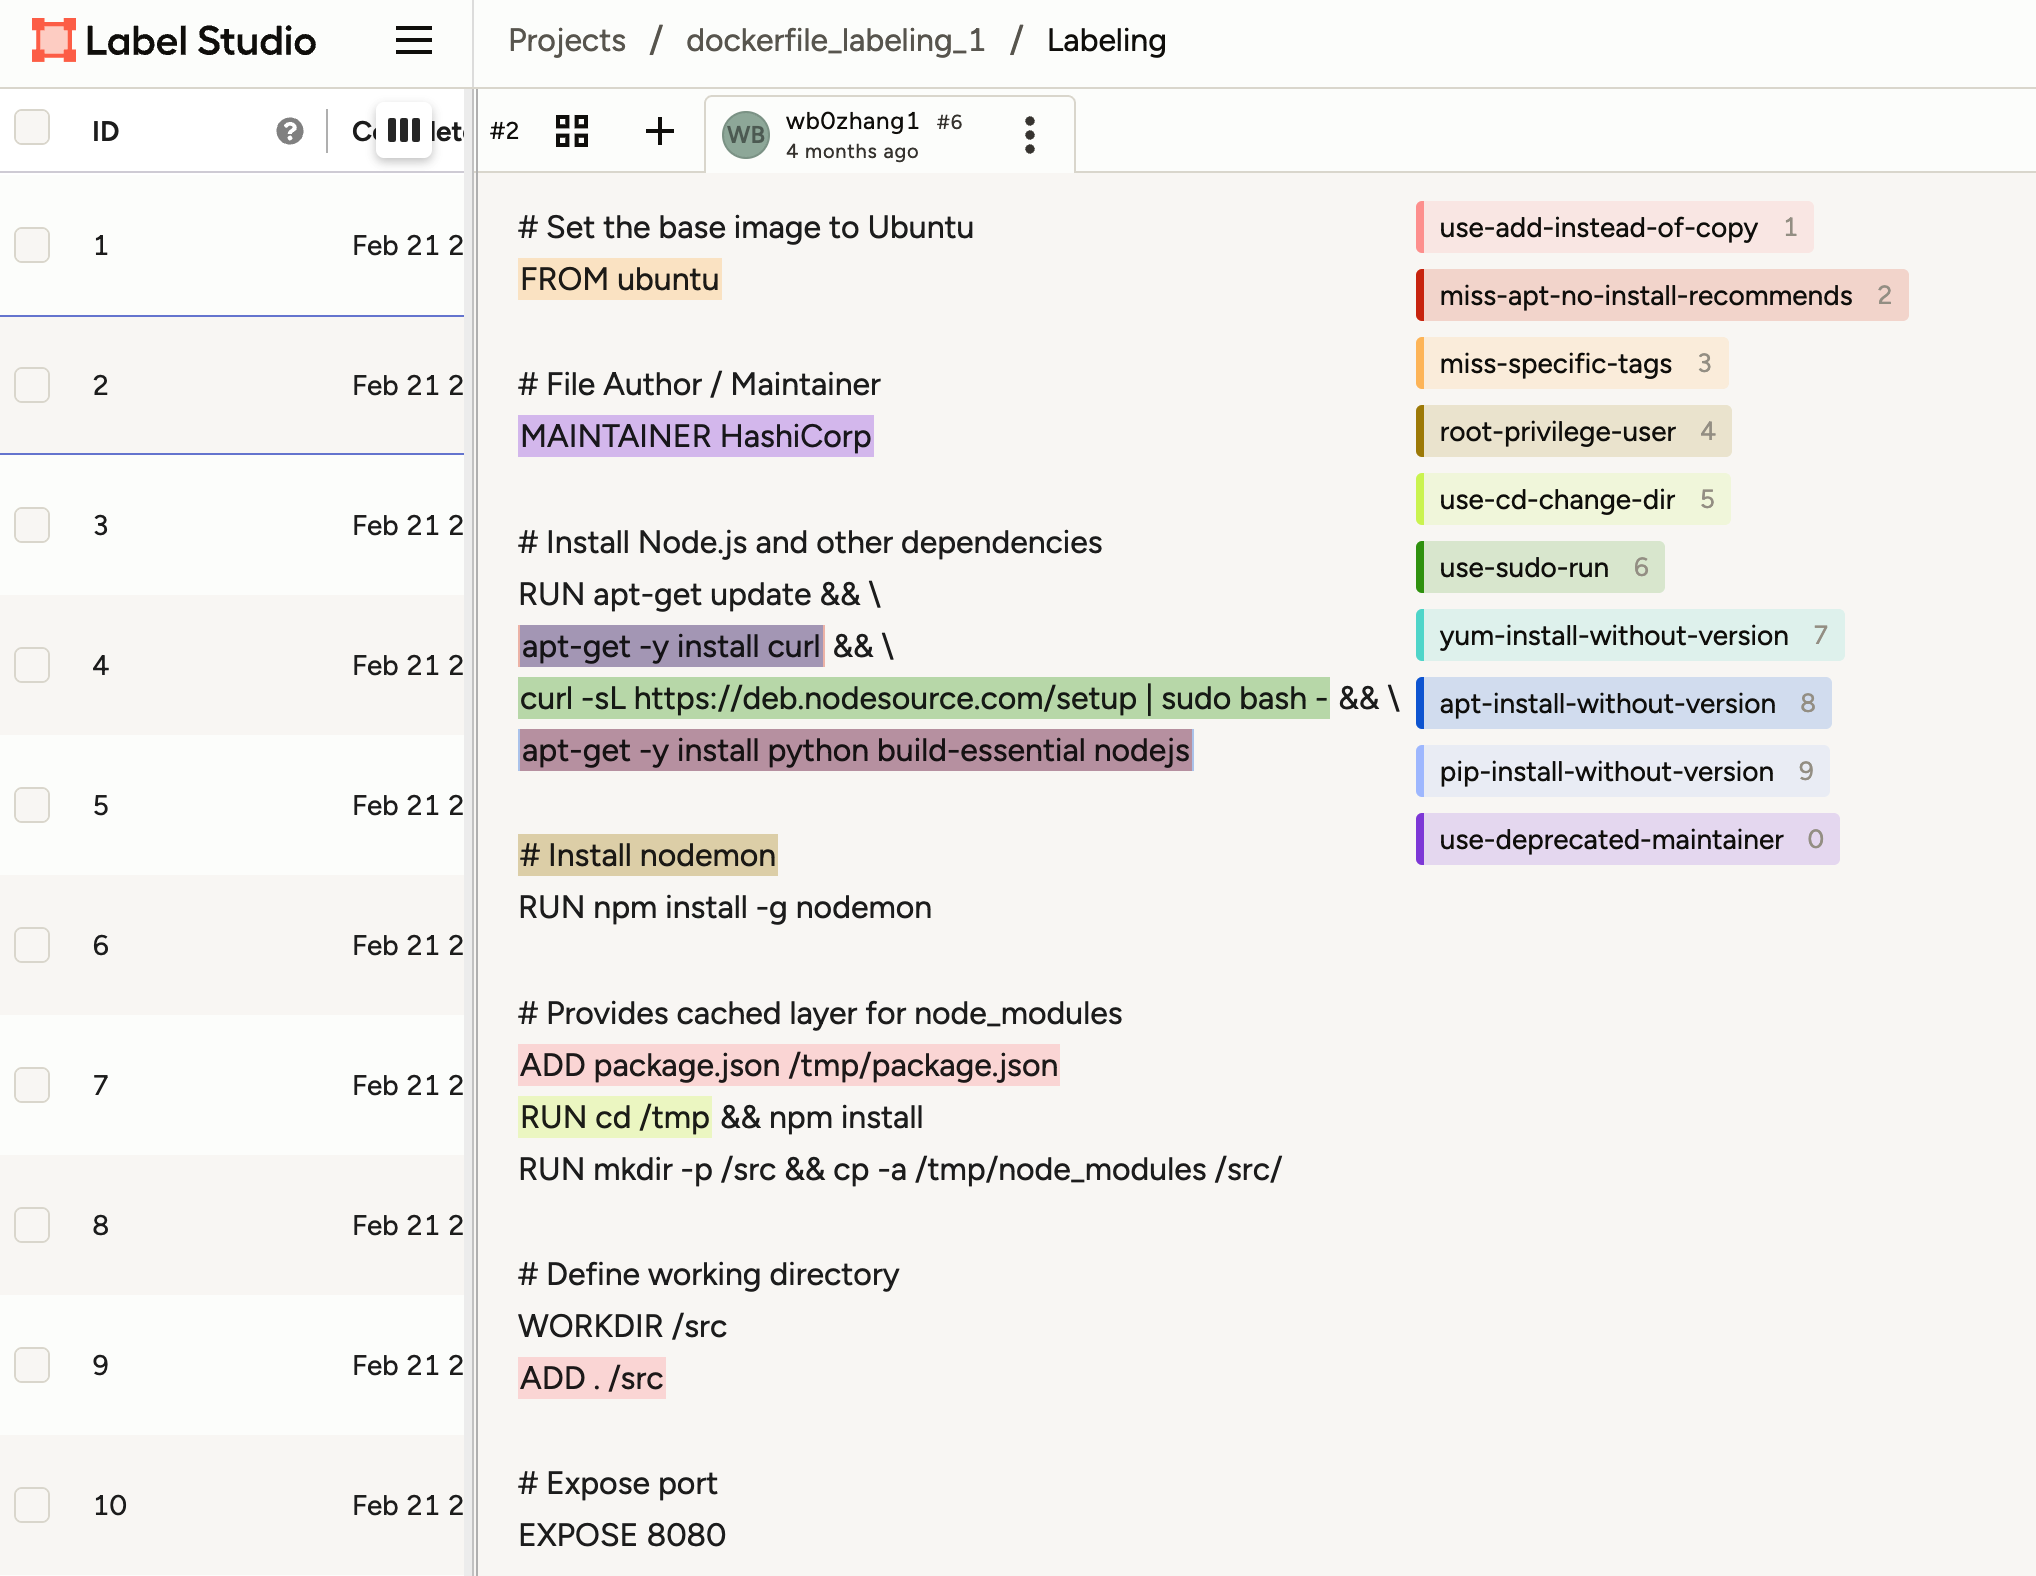 Label Studio
Projects / dockerfile_labeling_1 / Labeling
ID
#2
WB
wb0zhang1 #6
4 months ago
1 Feb 21 2
2 Feb 21 2
3 Feb 21 2
4 Feb 21 2
5 Feb 21 2
6 Feb 21 2
7 Feb 21 2
8 Feb 21 2
9 Feb 21 2
10 Feb 21 2
# Set the base image to Ubuntu
FROM ubuntu
# File Author / Maintainer
MAINTAINER HashiCorp
# Install Node.js and other dependencies
RUN apt-get update && \
apt-get -y install curl && \
curl -sL https://deb.nodesource.com/setup | sudo bash - && \
apt-get -y install python build-essential nodejs
# Install nodemon
RUN npm install -g nodemon
# Provides cached layer for node_modules
ADD package.json /tmp/package.json
RUN cd /tmp && npm install
RUN mkdir -p /src && cp -a /tmp/node_modules /src/
# Define working directory
WORKDIR /src
ADD . /src
# Expose port
EXPOSE 8080
use-add-instead-of-copy 1
miss-apt-no-install-recommends 2
miss-specific-tags 3
root-privilege-user 4
use-cd-change-dir 5
use-sudo-run 6
yum-install-without-version 7
apt-install-without-version 8
pip-install-without-version 9
use-deprecated-maintainer 0